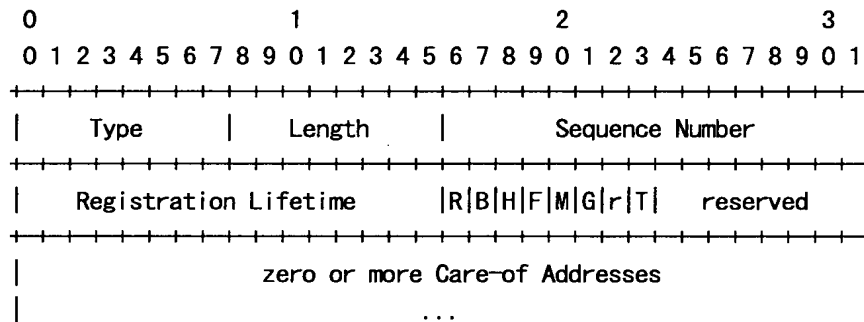 0 1 2 3
0 1 2 3 4 5 6 7 8 9 0 1 2 3 4 5 6 7 8 9 0 1 2 3 4 5 6 7 8 9 0 1
+-+-+-+-+-+-+-+-+-+-+-+-+-+-+-+-+-+-+-+-+-+-+-+-+-+-+-+-+-+-+-+-
| Type | Length | Sequence Number
+-+-+-+-+-+-+-+-+-+-+-+-+-+-+-+-+-+-+-+-+-+-+-+-+-+-+-+-+-+-+-+-
| Registration Lifetime |R|B|H|F|M|G|r|T| reserved
+-+-+-+-+-+-+-+-+-+-+-+-+-+-+-+-+-+-+-+-+-+-+-+-+-+-+-+-+-+-+-+-
| zero or more Care-of Addresses
| ...